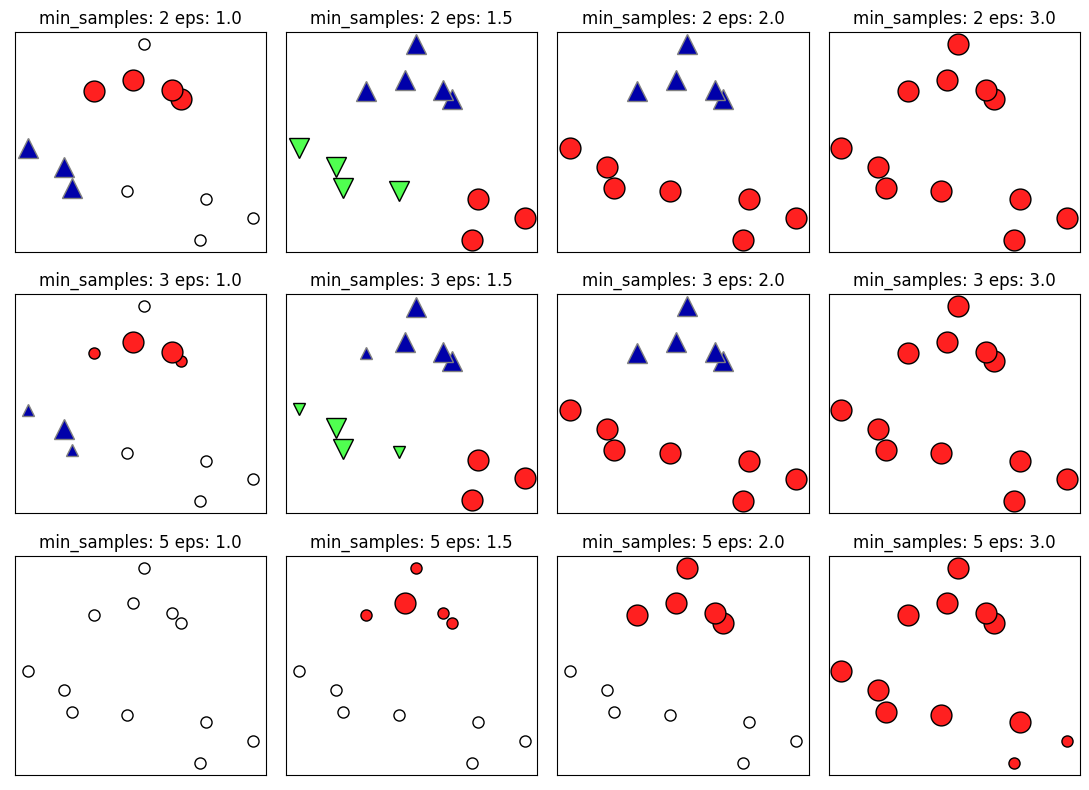 min_samples: 2 eps: 1.0
min_samples: 2 eps: 1.5
min_samples: 2 eps: 2.0
min_samples: 2 eps: 3.0
min_samples: 3 eps: 1.0
min_samples: 3 eps: 1.5
min_samples: 3 eps: 2.0
min_samples: 3 eps: 3.0
min_samples: 5 eps: 1.0
min_samples: 5 eps: 1.5
min_samples: 5 eps: 2.0
min_samples: 5 eps: 3.0